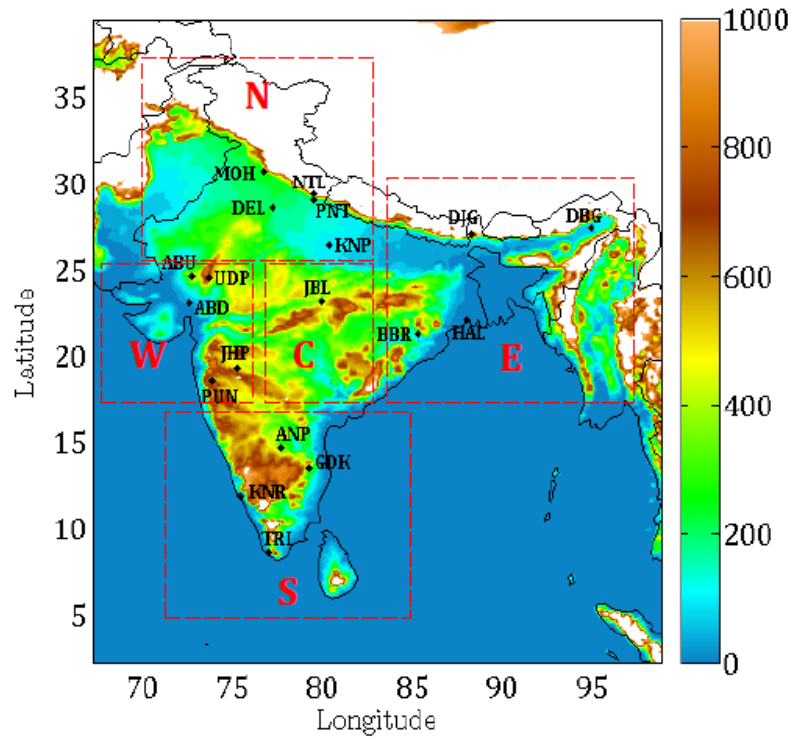 1000
35
N
800
MOH
NTL
30
DEL
PNT
DJG
DBG
KNP
25
ABU
UDP
600
JBL
ABD
BBR
HAL
20
W
JHP
C
E
PUN
400
15
ANP
GDK
KNR
10
TRL
200
S
5
0
70
75
80
85
90
95
Latitude
Longitude